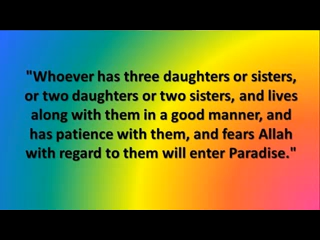 "Whoever has three daughters or sisters,
or two daughters or two sisters, and lives
along with them in a good manner, and
has patience with them, and fears Allah
with regard to them will enter Paradise."